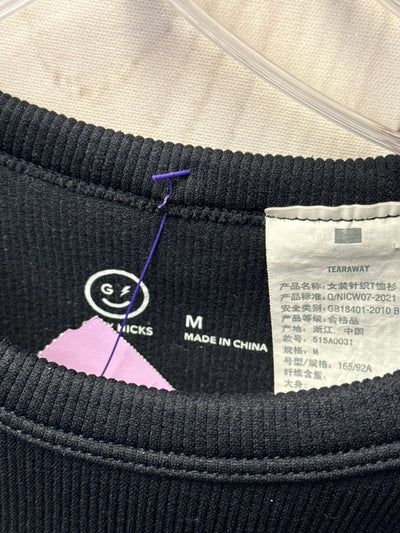 G
HICKS
M
MADE IN CHINA
TEARAWAY
产品名称: 女装针织T恤衫
产品标准: Q/NICW07-2021
安全类别: GB18401-2010 B
产品等级: 合格品
产地: 浙江 中国
款号: 515A0031
规格: M
号型/规格: 165/92A
纤维含量:
大身: